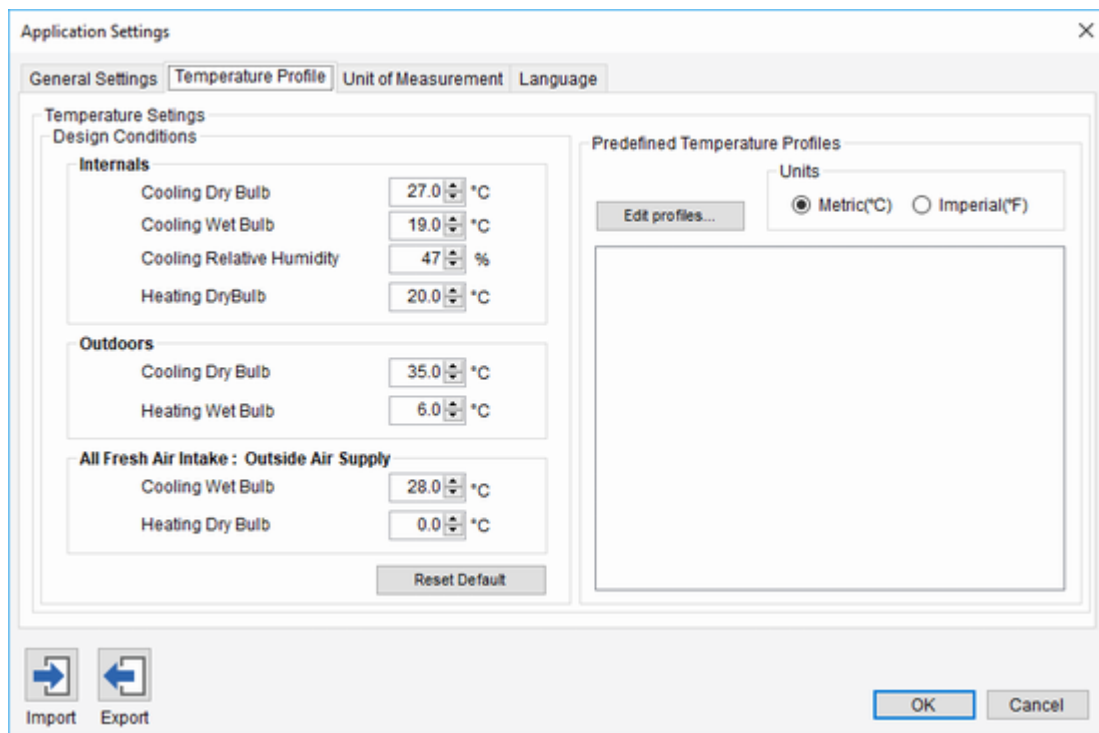 Application Settings
General Settings Temperature Profile Unit of Measurement Language
Temperature Setings
Design Conditions
Internals
Cooling Dry Bulb 27.0 °C
Cooling Wet Bulb 19.0 °C
Cooling Relative Humidity 47 %
Heating DryBulb 20.0 °C
Outdoors
Cooling Dry Bulb 35.0 °C
Heating Wet Bulb 6.0 °C
All Fresh Air Intake : Outside Air Supply
Cooling Wet Bulb 28.0 °C
Heating Dry Bulb 0.0 °C
Reset Default
Predefined Temperature Profiles
Units
Edit profiles... Metric(°C) Imperial(°F)
Import Export
OK Cancel